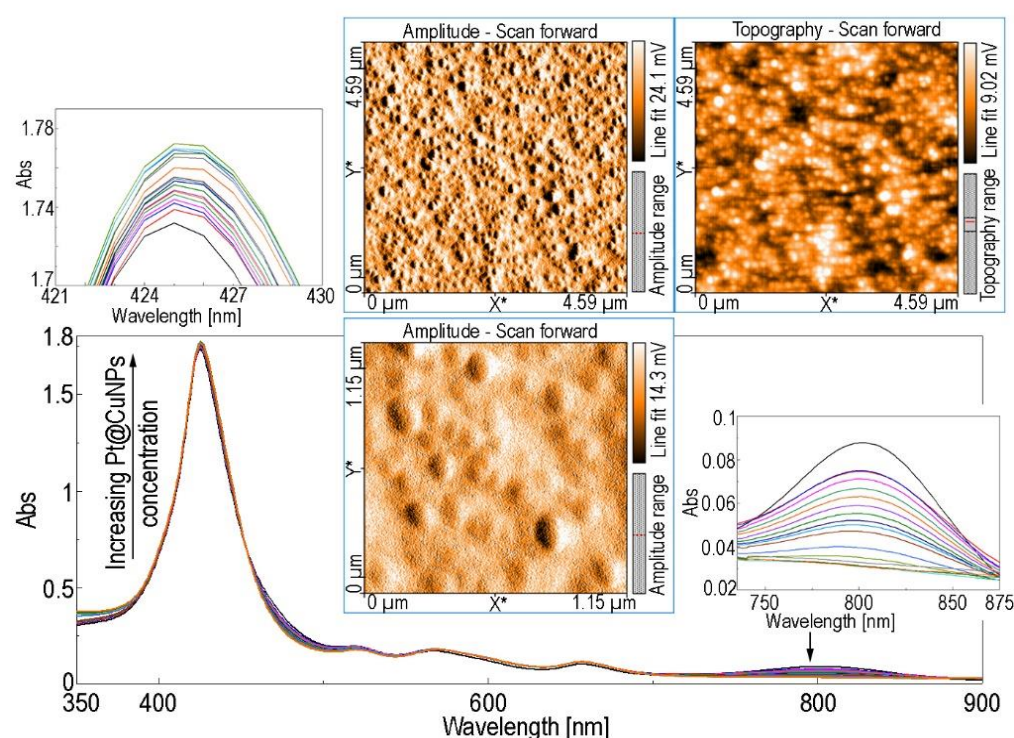 Amplitude - Scan forward
4.59 µm
Y*
0 µm
0 µm
X*
4.59 µm
Line fit 24.1 mV
Amplitude range
Topography - Scan forward
4.59 µm
Y*
0 µm
0 µm
X*
4.59 µm
Line fit 9.02 mV
Topography range
1.78
1.74
1.7
Abs
421
424
427
430
Wavelength [nm]
Amplitude - Scan forward
1.15 µm
Y*
0 µm
0 µm
X*
1.15 µm
Line fit 14.3 mV
Amplitude range
1.8
1.5
1
0.5
0
Abs
Increasing Pt@CuNPs
concentration
0.1
0.08
0.06
0.04
0.02
Abs
750
800
850
875
Wavelength [nm]
350
400
600
800
900
Wavelength [nm]